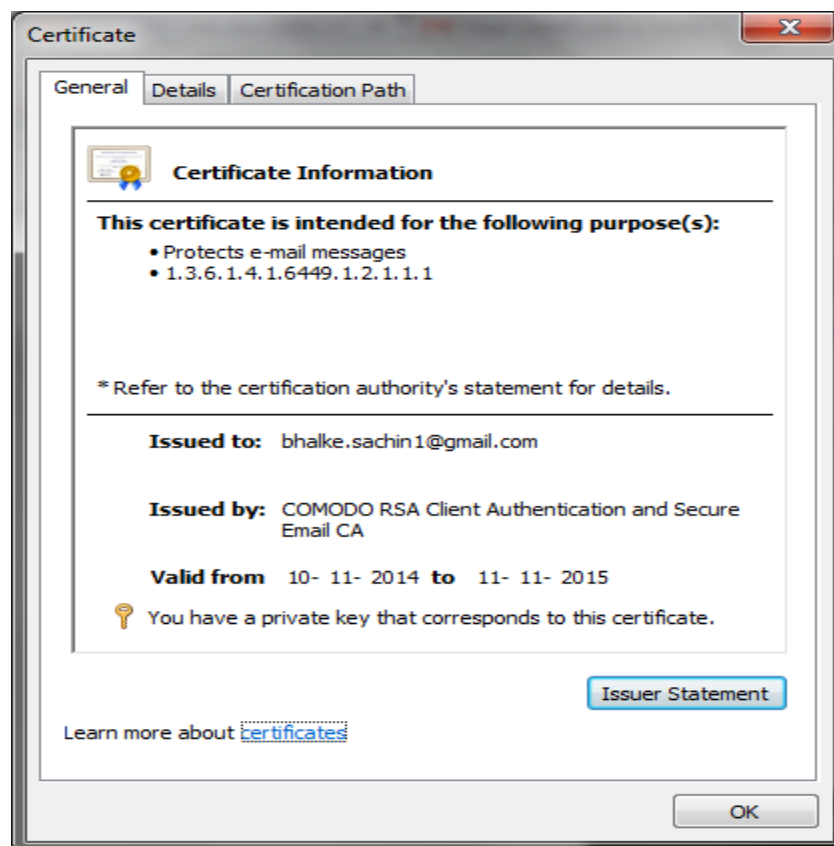 Certificate
General Details Certification Path
Certificate Information
This certificate is intended for the following purpose(s):
• Protects e-mail messages
• 1.3.6.1.4.1.6449.1.2.1.1.1
* Refer to the certification authority's statement for details.
Issued to: bhalke.sachin1@gmail.com
Issued by: COMODO RSA Client Authentication and Secure
Email CA
Valid from 10- 11- 2014 to 11- 11- 2015
You have a private key that corresponds to this certificate.
Issuer Statement
Learn more about certificates
OK